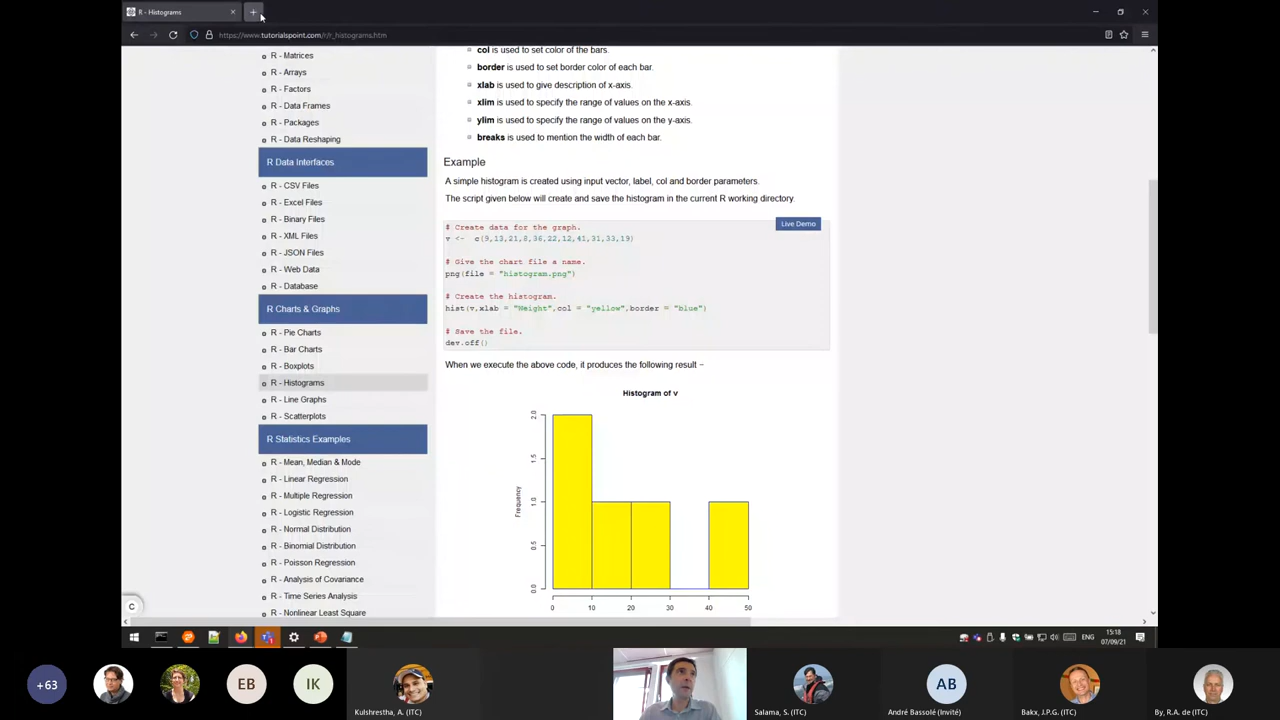 R - Histograms
https://www.tutorialspoint.com/r/r_histograms.htm
R - Matrices
R - Arrays
R - Factors
R - Data Frames
R - Packages
R - Data Reshaping
R Data Interfaces
R - CSV Files
R - Excel Files
R - Binary Files
R - XML Files
R - JSON Files
R - Web Data
R - Database
R Charts & Graphs
R - Pie Charts
R - Bar Charts
R - Boxplots
R - Histograms
R - Line Graphs
R - Scatterplots
R Statistics Examples
R - Mean, Median & Mode
R - Linear Regression
R - Multiple Regression
R - Logistic Regression
R - Normal Distribution
R - Binomial Distribution
R - Poisson Regression
R - Analysis of Covariance
R - Time Series Analysis
R - Nonlinear Least Square
col is used to set color of the bars.
border is used to set border color of each bar.
xlab is used to give description of x-axis.
xlim is used to specify the range of values on the x-axis.
ylim is used to specify the range of values on the y-axis.
breaks is used to mention the width of each bar.
Example
A simple histogram is created using input vector, label, col and border parameters.
The script given below will create and save the histogram in the current R working directory.
Live Demo
# Create data for the graph.
v <- c(9,13,21,8,36,22,12,41,31,33,19)
# Give the chart file a name.
png(file = "histogram.png")
# Create the histogram.
hist(v,xlab = "Weight",col = "yellow",border = "blue")
# Save the file.
dev.off()
When we execute the above code, it produces the following result −
Histogram of v
2.0
1.5
1.0
0.5
0.0
Frequency
0 10 20 30 40 50
C
ENG
15:18
07/09/21
+63
EB
IK
Kulshrestha, A. (ITC)
Salama, S. (ITC)
AB
André Bassolé (Invité)
Bakx, J.P.G. (ITC)
By, R.A. de (ITC)